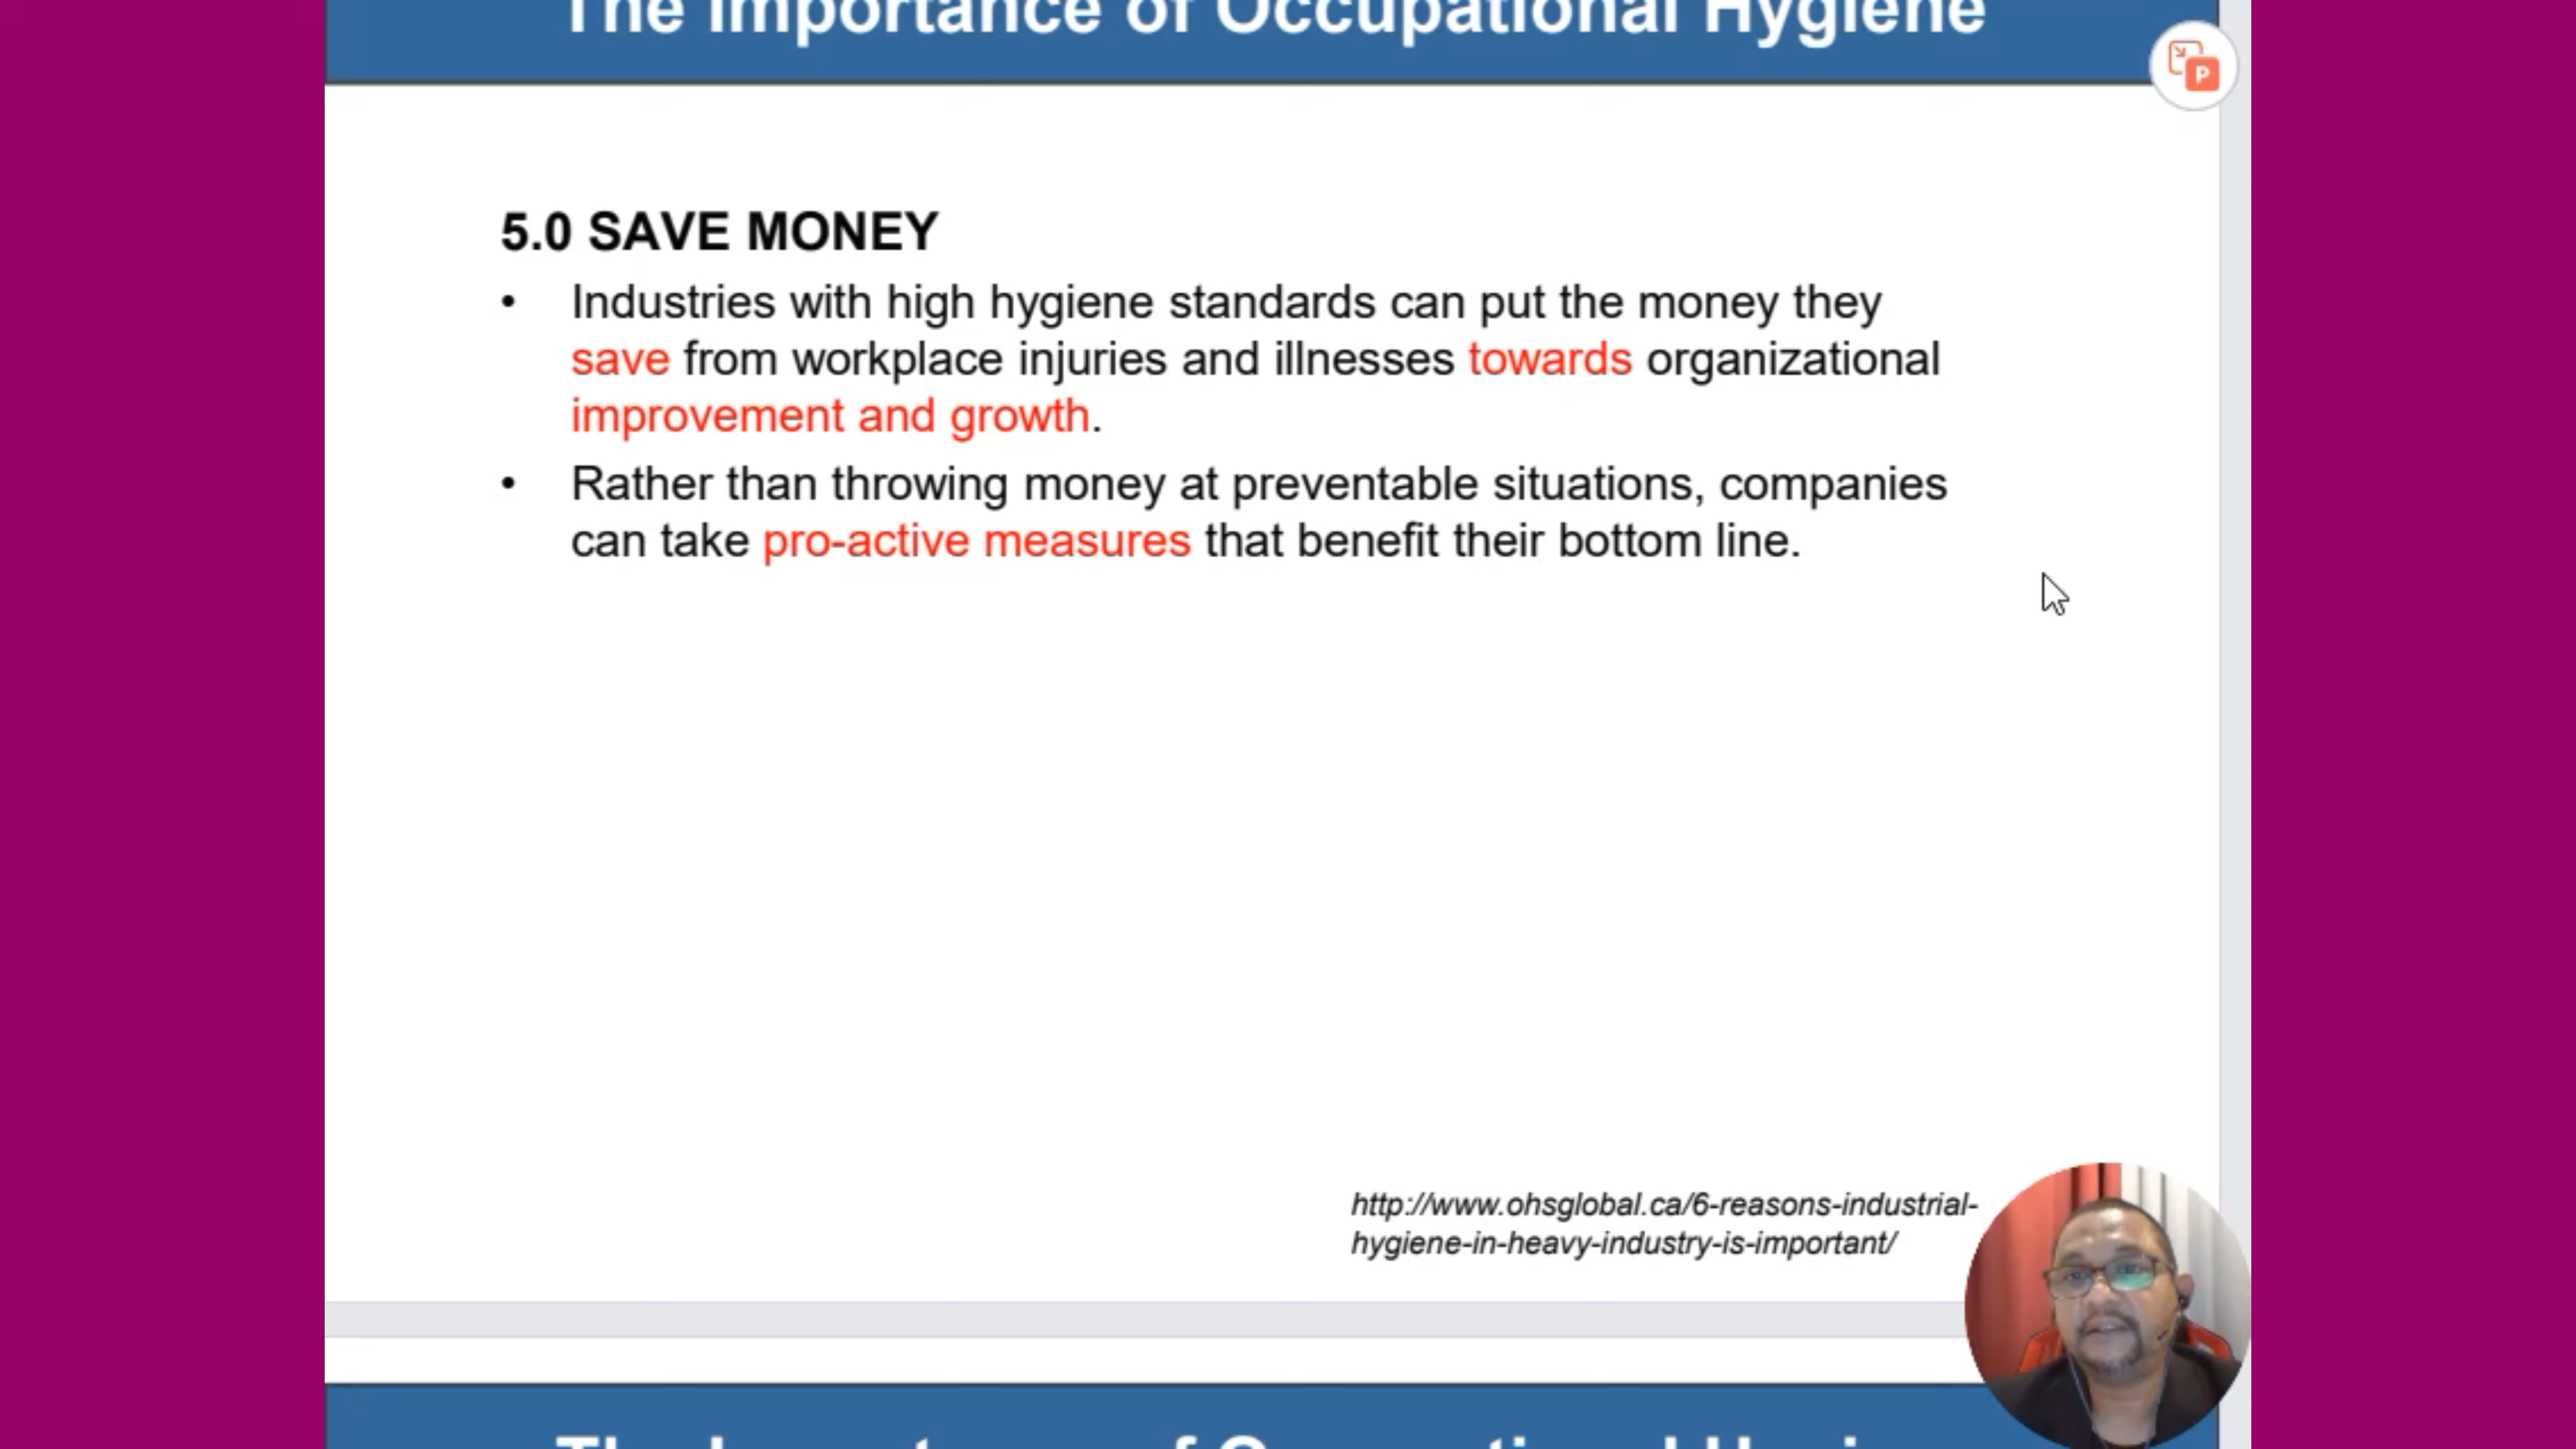 The Importance of Occupational Hygiene
P
5.0 SAVE MONEY
• Industries with high hygiene standards can put the money they
save from workplace injuries and illnesses towards organizational
improvement and growth.
• Rather than throwing money at preventable situations, companies
can take pro-active measures that benefit their bottom line.
http://www.ohsglobal.ca/6-reasons-industrial-
hygiene-in-heavy-industry-is-important/